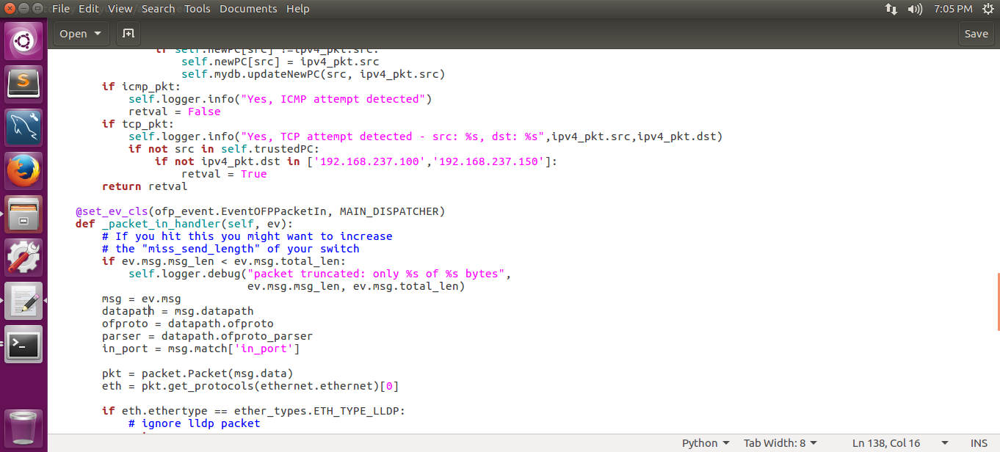 File Edit View Search Tools Documents Help
7:05 PM
Open
Save
if self.newPC[src] !=ipv4_pkt.src:
self.newPC[src] = ipv4_pkt.src
self.mydb.updateNewPC(src, ipv4_pkt.src)
if icmp_pkt:
self.logger.info("Yes, ICMP attempt detected")
retval = False
if tcp_pkt:
self.logger.info("Yes, TCP attempt detected - src: %s, dst: %s",ipv4_pkt.src,ipv4_pkt.dst)
if not src in self.trustedPC:
if not ipv4_pkt.dst in ['192.168.237.100','192.168.237.150']:
retval = True
return retval
@set_ev_cls(ofp_event.EventOFPPacketIn, MAIN_DISPATCHER)
def _packet_in_handler(self, ev):
# If you hit this you might want to increase
# the "miss_send_length" of your switch
if ev.msg.msg_len < ev.msg.total_len:
self.logger.debug("packet truncated: only %s of %s bytes",
ev.msg.msg_len, ev.msg.total_len)
msg = ev.msg
datapath = msg.datapath
ofproto = datapath.ofproto
parser = datapath.ofproto_parser
in_port = msg.match['in_port']
pkt = packet.Packet(msg.data)
eth = pkt.get_protocols(ethernet.ethernet)[0]
if eth.ethertype == ether_types.ETH_TYPE_LLDP:
# ignore lldp packet
Python Tab Width: 8 Ln 138, Col 16 INS